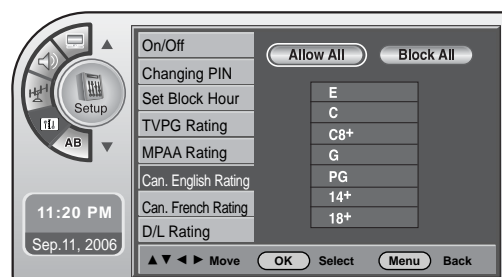 Setup
AB
11:20 PM
Sep.11, 2006
On/Off
Changing PIN
Set Block Hour
TVPG Rating
MPAA Rating
Can. English Rating
Can. French Rating
D/L Rating
Allow All Block All
E
C
C8+
G
PG
14+
18+
▲▼◄► Move OK Select Menu Back